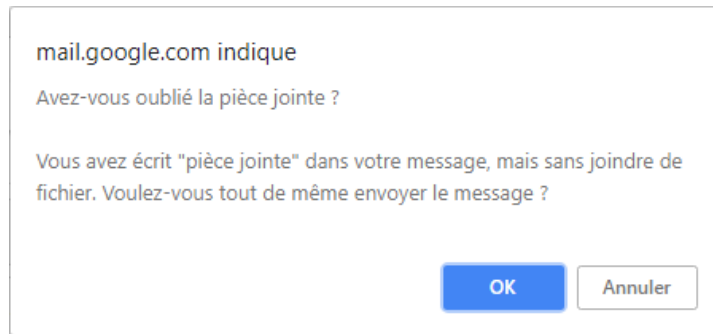 mail.google.com indique
Avez-vous oublié la pièce jointe ?
Vous avez écrit "pièce jointe" dans votre message, mais sans joindre de
fichier. Voulez-vous tout de même envoyer le message ?
OK Annuler